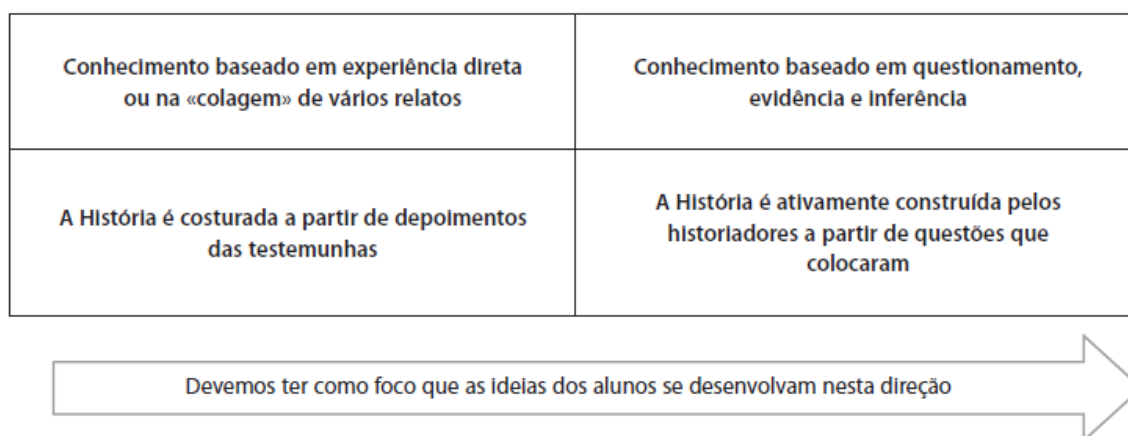 Conhecimento baseado em experiência direta
ou na «colagem» de vários relatos
Conhecimento baseado em questionamento,
evidência e inferência
A História é costurada a partir de depoimentos
das testemunhas
A História é ativamente construída pelos
historiadores a partir de questões que
colocaram
Devemos ter como foco que as ideias dos alunos se desenvolvam nesta direção